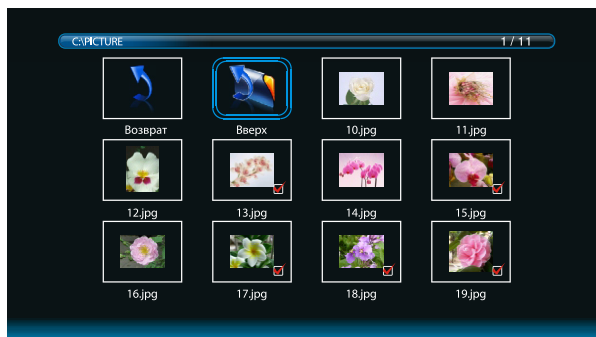 C:\PICTURE 1 / 11
Возврат Вверх 10.jpg 11.jpg
12.jpg 13.jpg 14.jpg 15.jpg
16.jpg 17.jpg 18.jpg 19.jpg